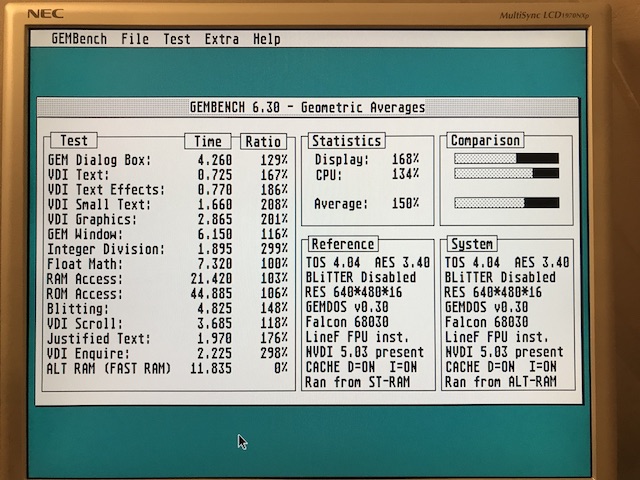 NEC
MultiSync LCD1970NXp
GEMBench File Test Extra Help
GEMBENCH 6.30 - Geometric Averages
Test Time Ratio
GEM Dialog Box: 4.260 129%
VDI Text: 0.725 167%
VDI Text Effects: 0.770 186%
VDI Small Text: 1.660 208%
VDI Graphics: 2.865 201%
GEM Window: 6.150 116%
Integer Division: 1.895 299%
Float Math: 7.320 100%
RAM Access: 21.420 103%
ROM Access: 44.885 106%
Blitting: 4.825 148%
VDI Scroll: 3.685 118%
Justified Text: 1.970 176%
VDI Enquire: 2.225 298%
ALT RAM (FAST RAM) 11.835 0%
Statistics
Display: 168%
CPU: 134%
Average: 150%
Comparison
Reference
TOS 4.04 AES 3.40
BLiTTER Disabled
RES 640*480*16
GEMDOS v0.30
Falcon 68030
LineF FPU inst.
NVDI 5.03 present
CACHE D=ON I=ON
Ran from ST-RAM
System
TOS 4.04 AES 3.40
BLiTTER Disabled
RES 640*480*16
GEMDOS v0.30
Falcon 68030
LineF FPU inst.
NVDI 5.03 present
CACHE D=ON I=ON
Ran from ALT-RAM